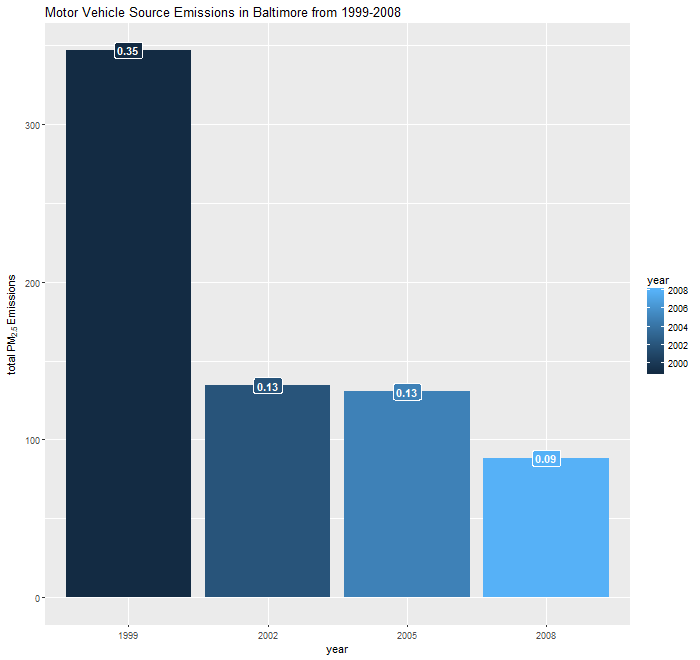 Motor Vehicle Source Emissions in Baltimore from 1999-2008
total PM2.5 Emissions
300
200
100
0
0.35
0.13
0.13
0.09
1999 2002 2005 2008
year
year
2008
2006
2004
2002
2000